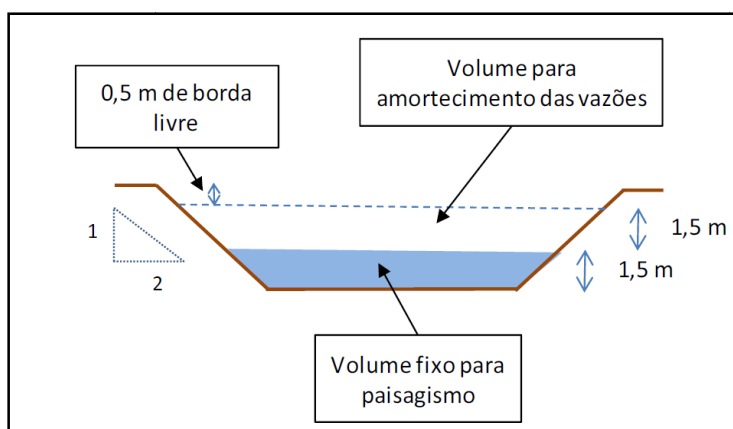 0,5 m de borda
livre
Volume para
amortecimento das vazões
1
2
1,5 m
1,5 m
Volume fixo para
paisagismo